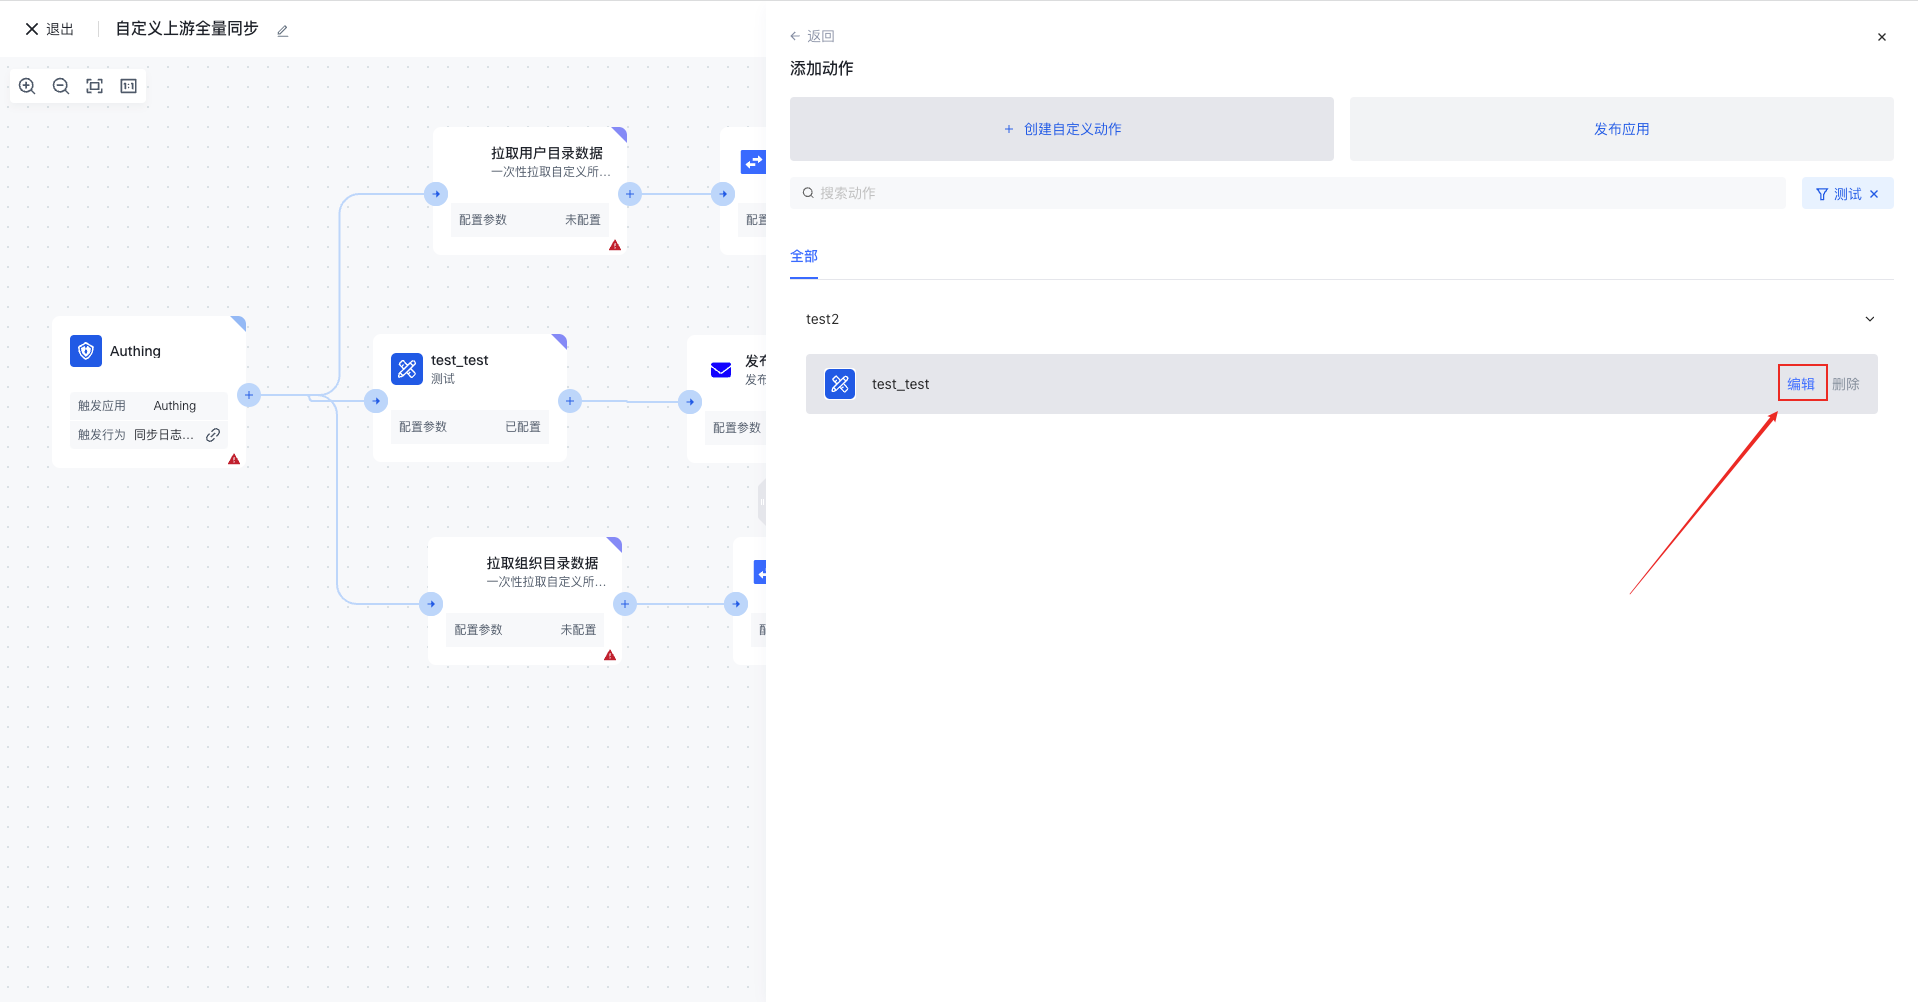 退出
自定义上游全量同步
1:1
拉取用户目录数据
一次性拉取自定义所...
配置参数 未配置
Authing
触发应用 Authing
触发行为 同步日志...
test_test
测试
配置参数 已配置
发布
发布
配置参数
拉取组织目录数据
一次性拉取自定义所...
配置参数 未配置
返回
添加动作
+ 创建自定义动作
发布应用
搜索动作
测试
全部
test2
test_test
编辑 删除